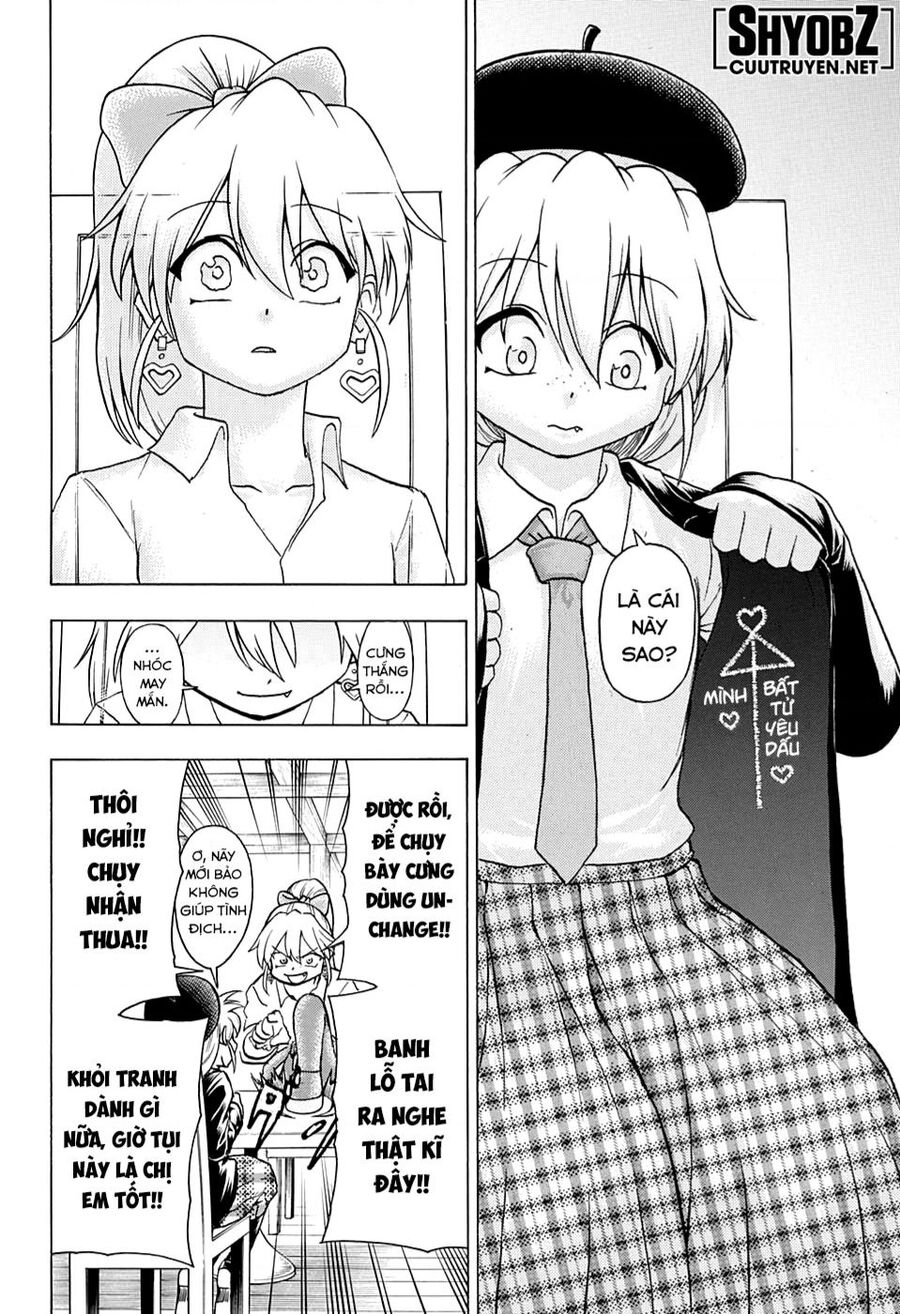 SHYOBZ
CUUTRUYEN.NET
LÀ CÁI
NÀY
SAO?
MÌNH
♡
BẤT
TỬ
YÊU
DẤU
♡
CƯNG
THẮNG
RỒI...
...
NHÓC
MAY
MẮN.
ĐƯỢC RỒI,
ĐỂ CHỤY
BÀY CƯNG
DÙNG UN-
CHANGE!!
BANH
LỖ TAI
RA NGHE
THẬT KĨ
ĐÂY!!
Ơ, NÃY
MỚI BẢO
KHÔNG
GIÚP TÌNH
ĐỊCH...
THÔI
NGHỈ!!
CHỤY
NHẬN
THUA!!
KHỎI TRANH
DÀNH GÌ
NỮA, GIỜ TỤI
NÀY LÀ CHỊ
EM TỐT!!